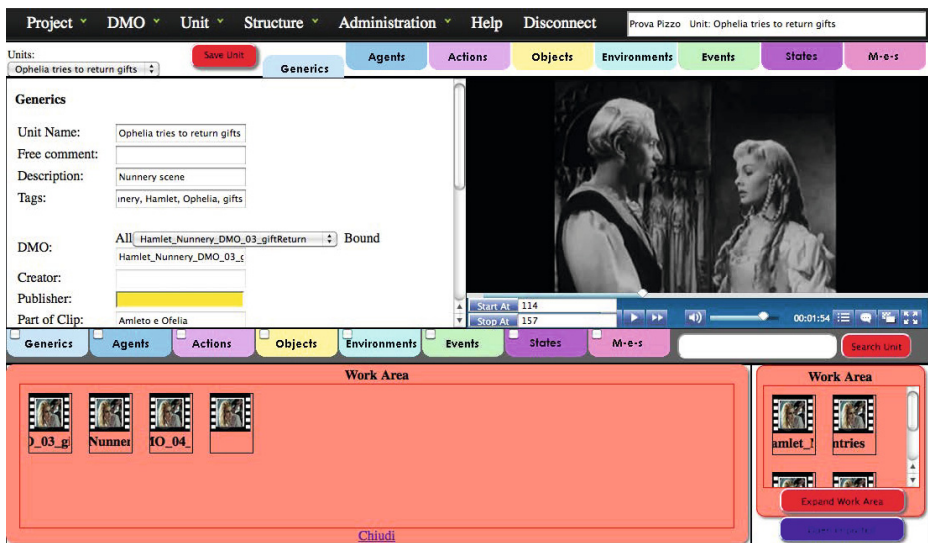 Project DMO Unit Structure Administration Help Disconnect Prova Pizzo Unit: Ophelia tries to return gifts
Units:
Ophelia tries to return gifts
Save Unit
Generics Agents Actions Objects Environments Events States M-e-s
Generics
Unit Name: Ophelia tries to return gifts
Free comment:
Description: Nunnery scene
Tags: nnery, Hamlet, Ophelia, gifts
All Hamlet_Nunnery_DMO_03_giftReturn Bound
DMO:
Hamlet_Nunnery_DMO_03_g
Creator:
Publisher:
Part of Clip: Amleto e Ofelia
Start At 114
Stop At 157
00:01:54
Generics Agents Actions Objects Environments Events States M-e-s
Search Unit
Work Area
O_03_gi Nunner MO_04_
Chiudi
Work Area
amlet_N ntries
Expand Work Area